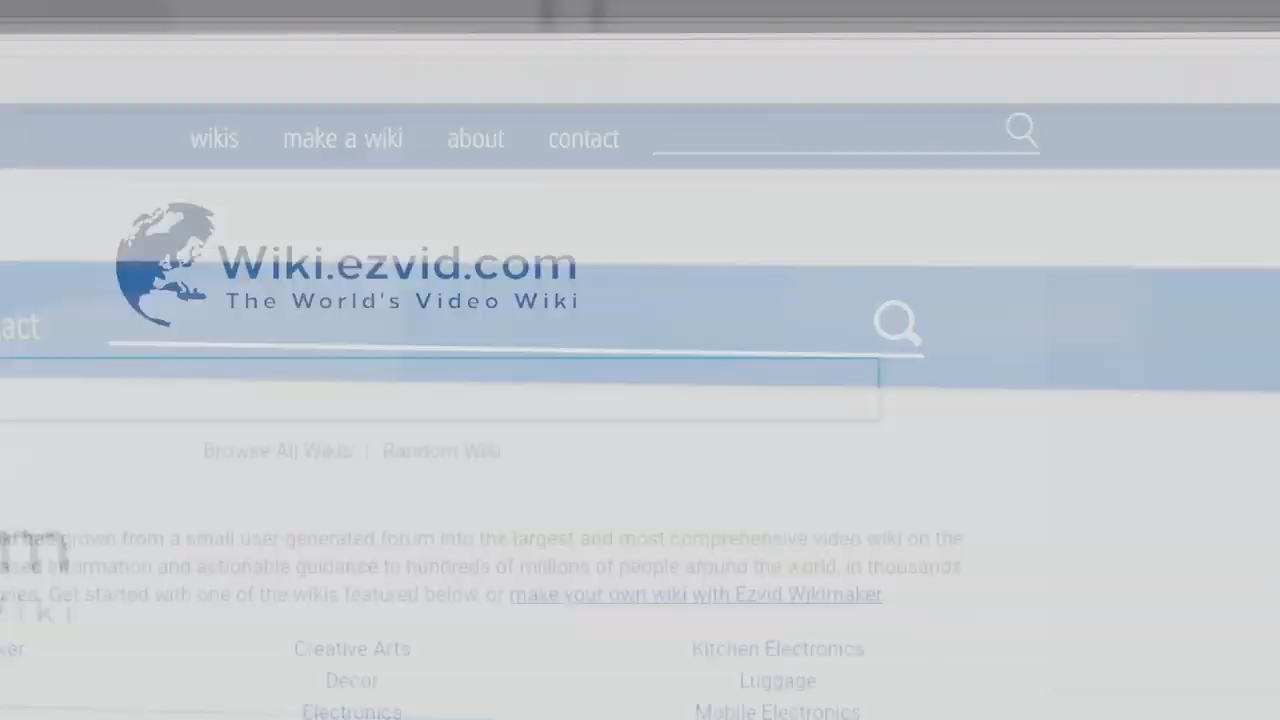 wikis make a wiki about contact
Wiki.ezvid.com
The World's Video Wiki
act
Browse All Wikis | Random Wiki
has grown from a small user-generated forum into the largest and most comprehensive video wiki on the
information and actionable guidance to hundreds of millions of people around the world, in thousands
Get started with one of the wikis featured below, or make your own wiki with Ezvid Wikimaker
Creative Arts Kitchen Electronics
Decor Luggage
Electronics Mobile Electronics